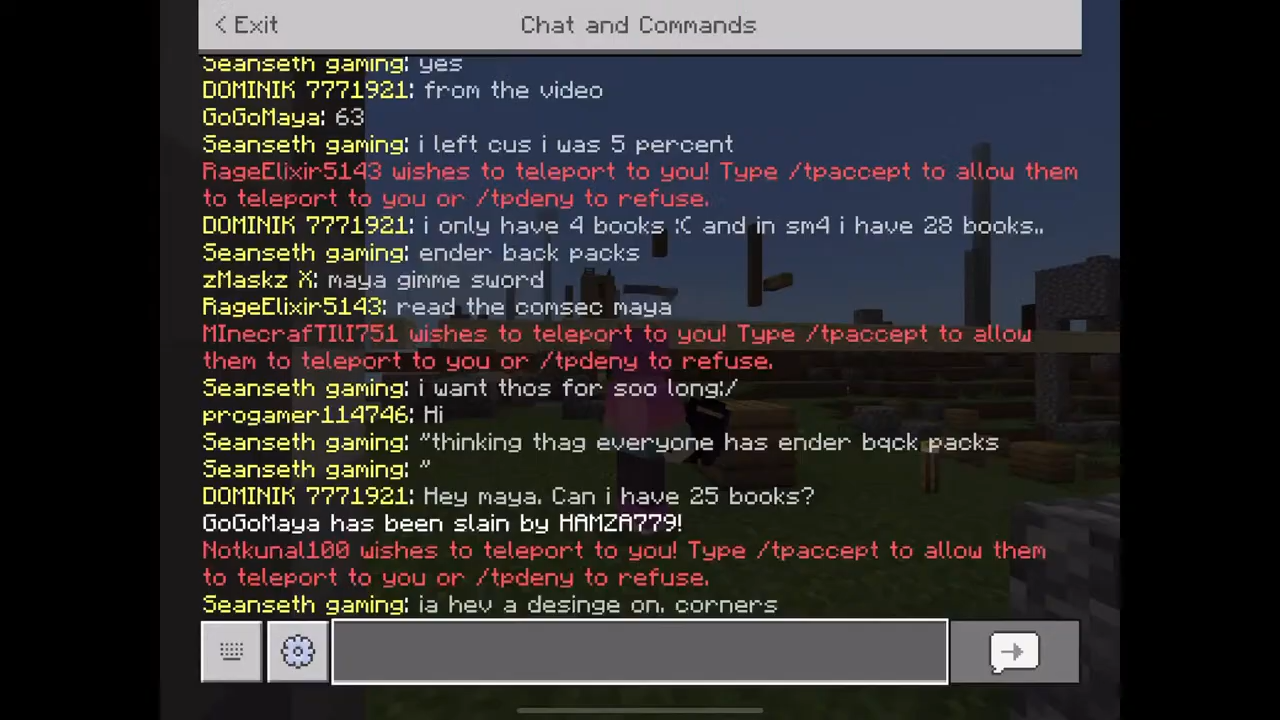 < Exit
Chat and Commands
Seanseth gaming: yes
DOMINIK 7771921: from the video
GoGoMaya: 63
Seanseth gaming: i left cus i was 5 percent
RageElixir5143 wishes to teleport to you! Type /tpaccept to allow them
to teleport to you or /tpdeny to refuse.
DOMINIK 7771921: i only have 4 books :( and in sm4 i have 28 books..
Seanseth gaming: ender back packs
zMaskz X: maya gimme sword
RageElixir5143: read the comsec maya
MInecrafTIlI751 wishes to teleport to you! Type /tpaccept to allow
them to teleport to you or /tpdeny to refuse.
Seanseth gaming: i want thos for soo long:/
progamer114746: Hi
Seanseth gaming: "thinking thag everyone has ender bqck packs
Seanseth gaming: "
DOMINIK 7771921: Hey maya. Can i have 25 books?
GoGoMaya has been slain by HAMZA779!
Notkunal100 wishes to teleport to you! Type /tpaccept to allow them
to teleport to you or /tpdeny to refuse.
Seanseth gaming: ia hev a desinge on. corners